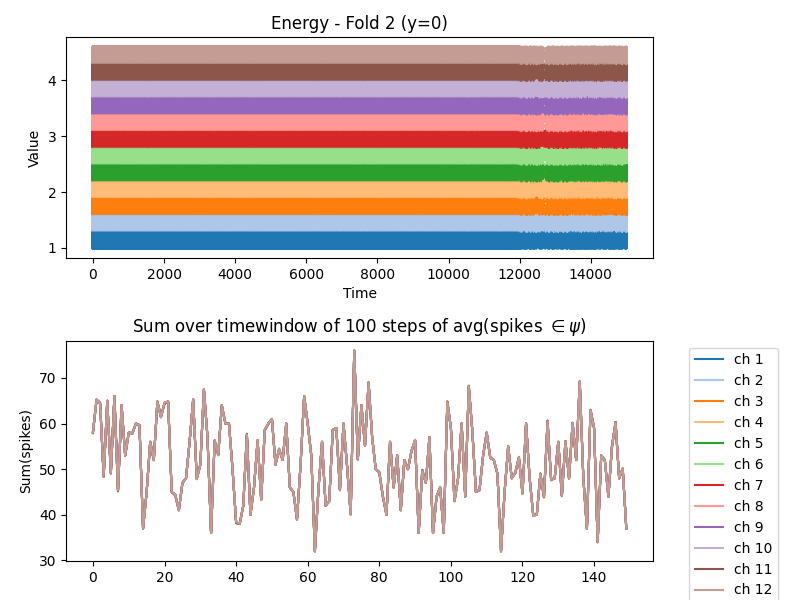 Energy - Fold 2 (y=0)
Value
4
3
2
1
0 2000 4000 6000 8000 10000 12000 14000
Time
Sum over timewindow of 100 steps of avg(spikes ∈ ψ)
Sum(spikes)
70
60
50
40
30
0 20 40 60 80 100 120 140
ch 1
ch 2
ch 3
ch 4
ch 5
ch 6
ch 7
ch 8
ch 9
ch 10
ch 11
ch 12